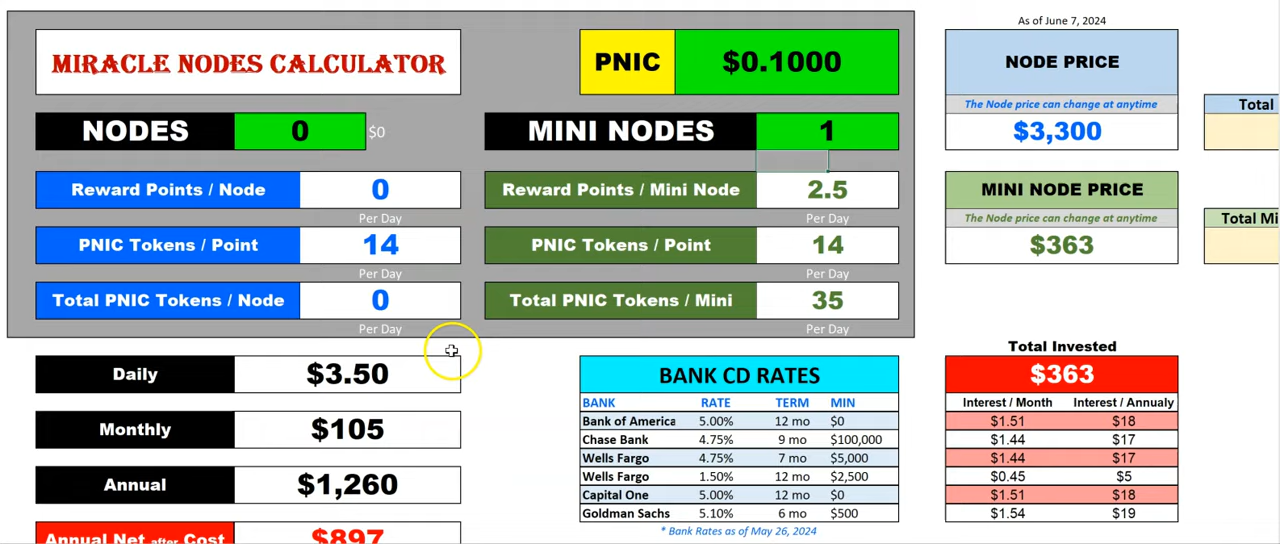 As of June 7, 2024
MIRACLE NODES CALCULATOR
PNIC $0.1000
NODE PRICE
The Node price can change at anytime
Total
NODES 0 $0
MINI NODES 1
$3,300
Reward Points / Node 0
Reward Points / Mini Node 2.5
MINI NODE PRICE
Per Day
Per Day
The Node price can change at anytime
Total Mi
PNIC Tokens / Point 14
PNIC Tokens / Point 14
$363
Per Day
Per Day
Total PNIC Tokens / Node 0
Total PNIC Tokens / Mini 35
Per Day
Per Day
Daily $3.50
Monthly $105
Annual $1,260
Annual Net after Cost $897
BANK CD RATES
BANK RATE TERM MIN
Bank of America 5.00% 12 mo $0
Chase Bank 4.75% 9 mo $100,000
Wells Fargo 4.75% 7 mo $5,000
Wells Fargo 1.50% 12 mo $2,500
Capital One 5.00% 12 mo $0
Goldman Sachs 5.10% 6 mo $500
* Bank Rates as of May 26, 2024
Total Invested
$363
Interest / Month Interest / Annualy
$1.51 $18
$1.44 $17
$1.44 $17
$0.45 $5
$1.51 $18
$1.54 $19